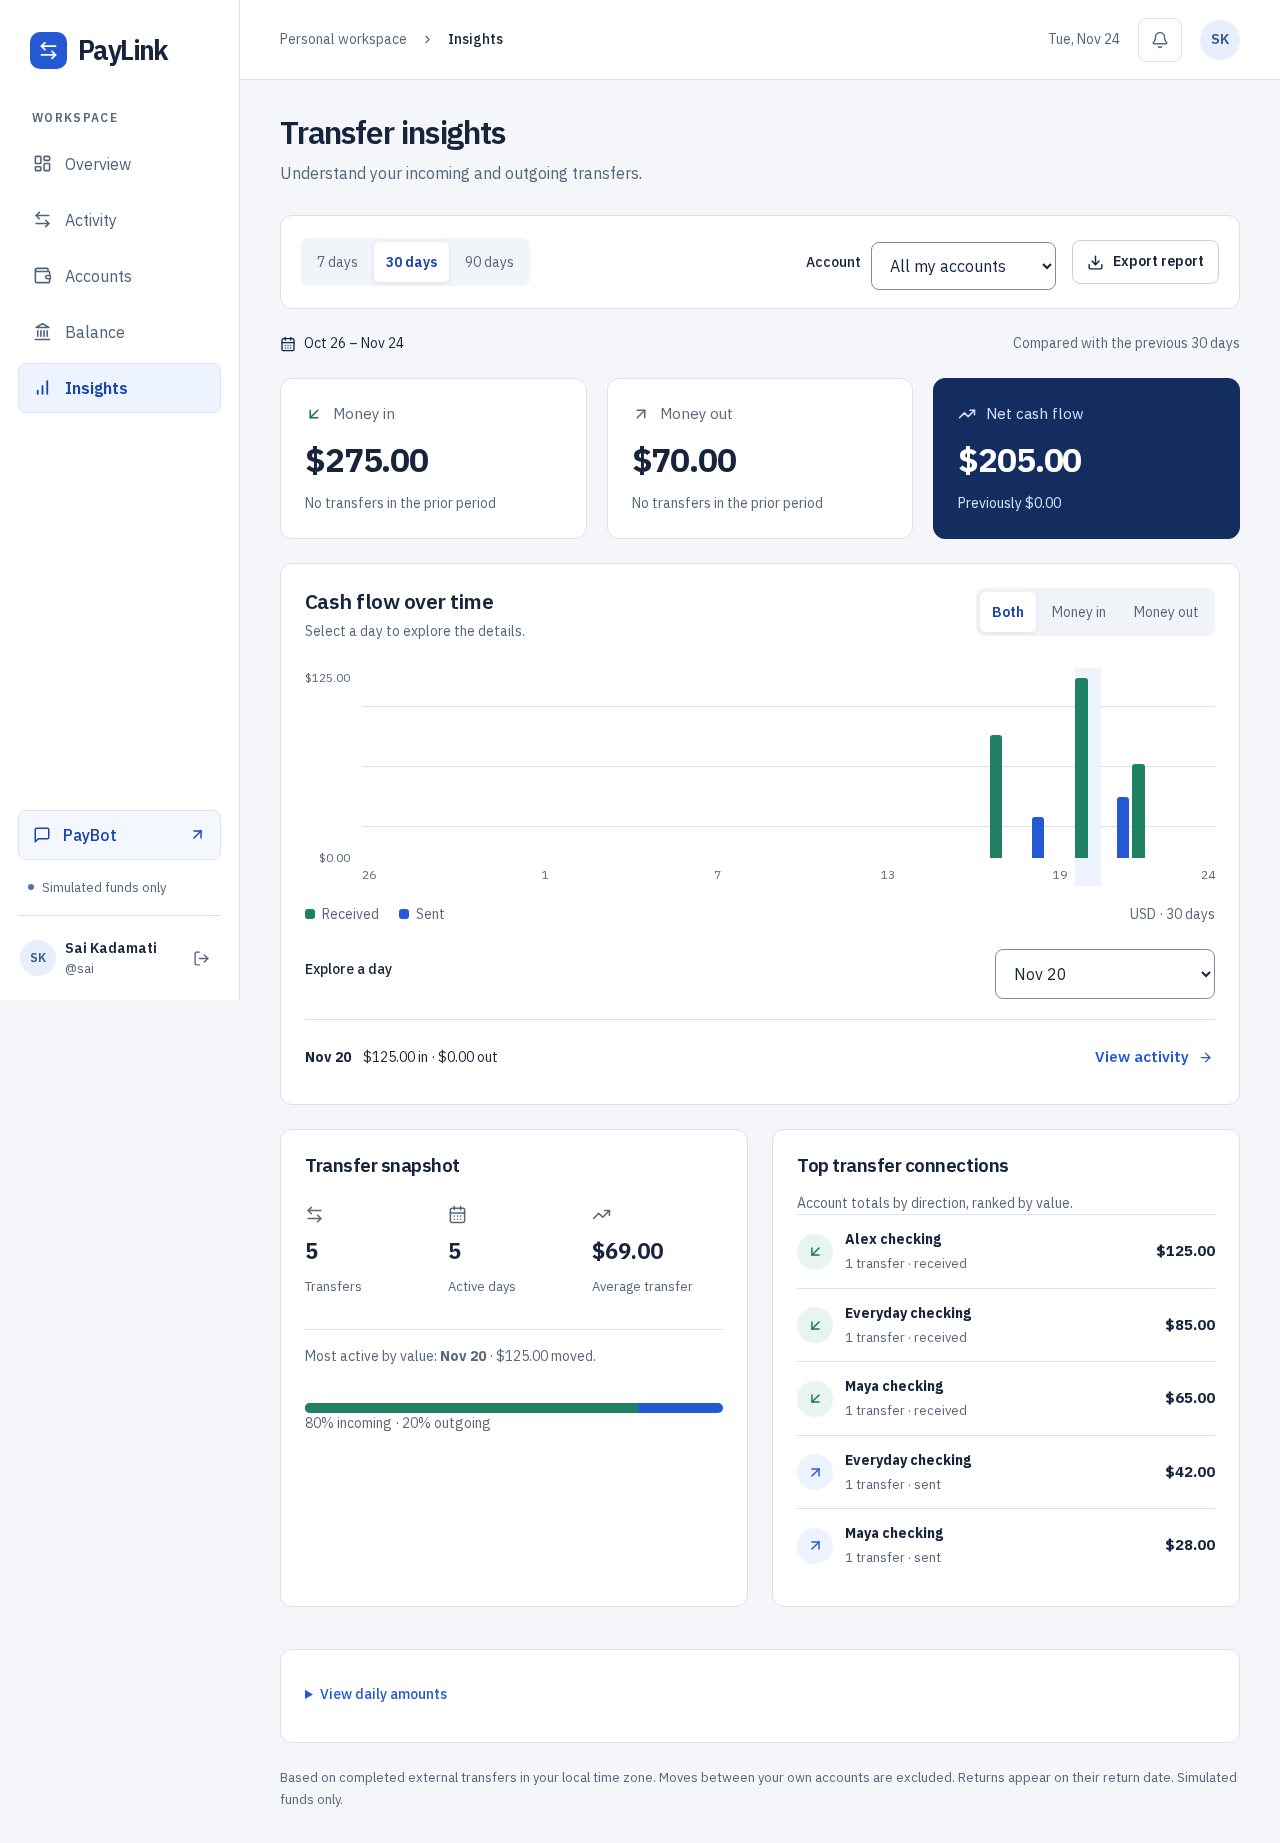 PayLink
Personal workspace
Insights
Tue, Nov 24
SK
WORKSPACE
Overview
Activity
Accounts
Balance
Insights
PayBot
Simulated funds only
SK
Sai Kadamati
@sai
Transfer insights
Understand your incoming and outgoing transfers.
7 days
30 days
90 days
Account
All my accounts
Export report
Oct 26 – Nov 24
Compared with the previous 30 days
Money in
$275.00
No transfers in the prior period
Money out
$70.00
No transfers in the prior period
Net cash flow
$205.00
Previously $0.00
Cash flow over time
Select a day to explore the details.
Both
Money in
Money out
$125.00
$0.00
26
1
7
13
19
24
Received
Sent
USD · 30 days
Explore a day
Nov 20
Nov 20 $125.00 in · $0.00 out
View activity
Transfer snapshot
5
Transfers
5
Active days
$69.00
Average transfer
Most active by value: Nov 20 · $125.00 moved.
80% incoming · 20% outgoing
Top transfer connections
Account totals by direction, ranked by value.
Alex checking
1 transfer · received
$125.00
Everyday checking
1 transfer · received
$85.00
Maya checking
1 transfer · received
$65.00
Everyday checking
1 transfer · sent
$42.00
Maya checking
1 transfer · sent
$28.00
View daily amounts
Based on completed external transfers in your local time zone. Moves between your own accounts are excluded. Returns appear on their return date. Simulated
funds only.